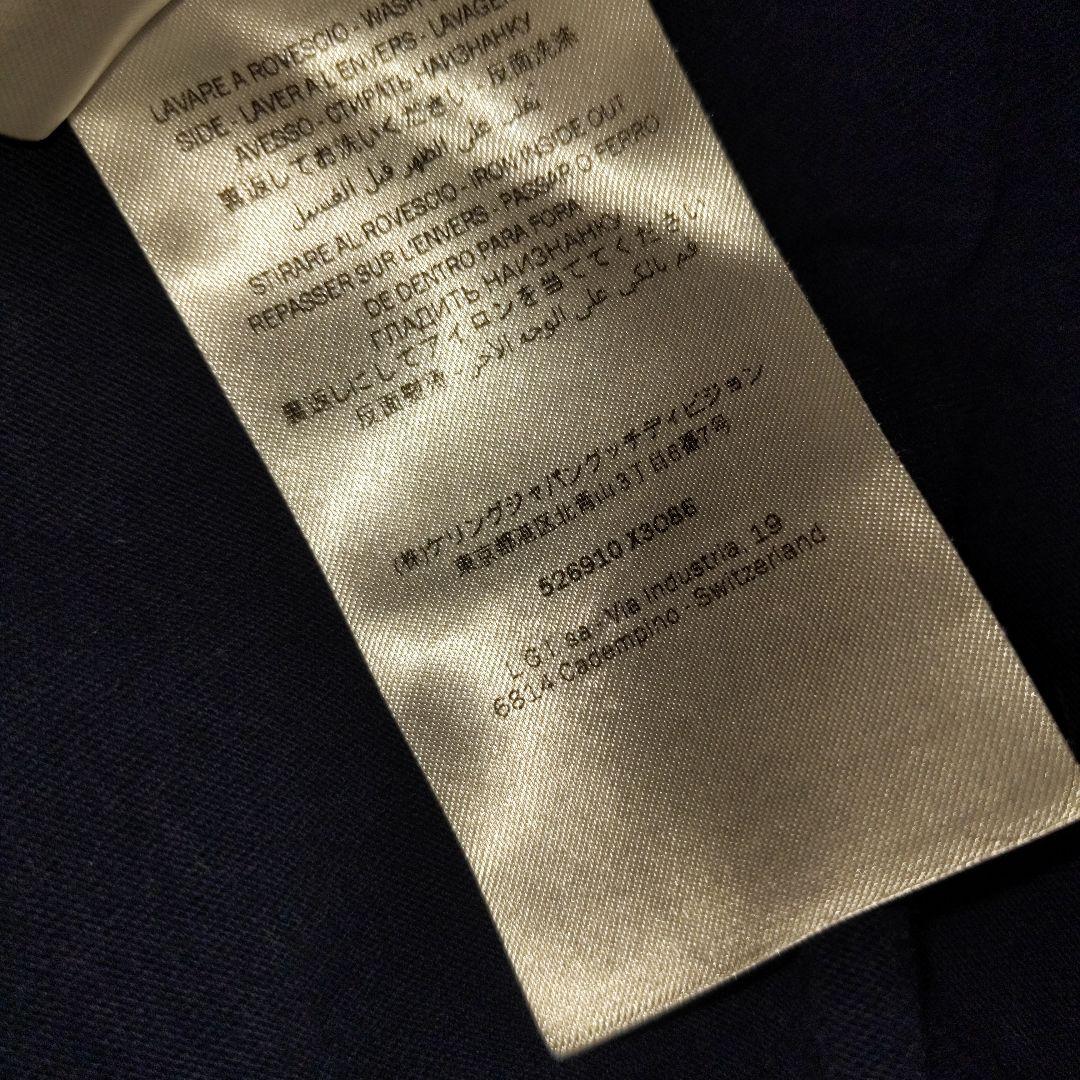 LAVARE A ROVESCIO - WASH
SIDE - LAVER A L'ENVERS - LAVAGEM
AVESSO - СТИРАТЬ НАИЗНАНКУ
裏返してお洗いください 反面洗涤
يغلف على الظهر قبل الغسيل
STIRARE AL ROVESCIO - IRON INSIDE OUT
REPASSER SUR L'ENVERS - PASSAR O FERRO
DE DENTRO PARA FORA
ГЛАДИТЬ НАИЗНАНКУ
裏返しにしてアイロンを当ててください
反面熨烫 - قم بالكي على الوجه الآخر
(株)ケリングジャパングッチディビジョン
東京都港区北青山3丁目6番7号
526910 X3086
L.G.I. sa - Via Industria, 19
6814 Cadempino - Switzerland